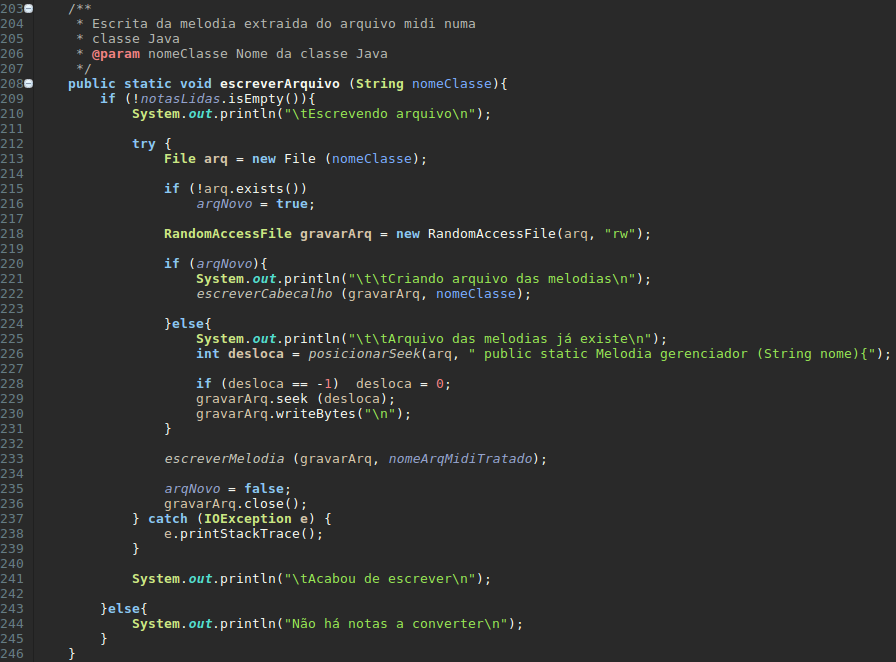 203    /**
204     * Escrita da melodia extraida do arquivo midi numa
205     * classe Java
206     * @param nomeClasse Nome da classe Java
207     */
208    public static void escreverArquivo (String nomeClasse){
209        if (!notasLidas.isEmpty()){
210            System.out.println("\tEscrevendo arquivo\n");
211
212            try {
213                File arq = new File (nomeClasse);
214
215                if (!arq.exists())
216                    arqNovo = true;
217
218                RandomAccessFile gravarArq = new RandomAccessFile(arq, "rw");
219
220                if (arqNovo){
221                    System.out.println("\t\tCriando arquivo das melodias\n");
222                    escreverCabecalho (gravarArq, nomeClasse);
223
224                }else{
225                    System.out.println("\t\tArquivo das melodias já existe\n");
226                    int desloca = posicionarSeek(arq, " public static Melodia gerenciador (String nome){");
227
228                    if (desloca == -1)  desloca = 0;
229                    gravarArq.seek (desloca);
230                    gravarArq.writeBytes("\n");
231                }
232
233                escreverMelodia (gravarArq, nomeArqMidiTratado);
234
235                arqNovo = false;
236                gravarArq.close();
237            } catch (IOException e) {
238                e.printStackTrace();
239            }
240
241            System.out.println("\tAcabou de escrever\n");
242
243        }else{
244            System.out.println("Não há notas a converter\n");
245        }
246    }